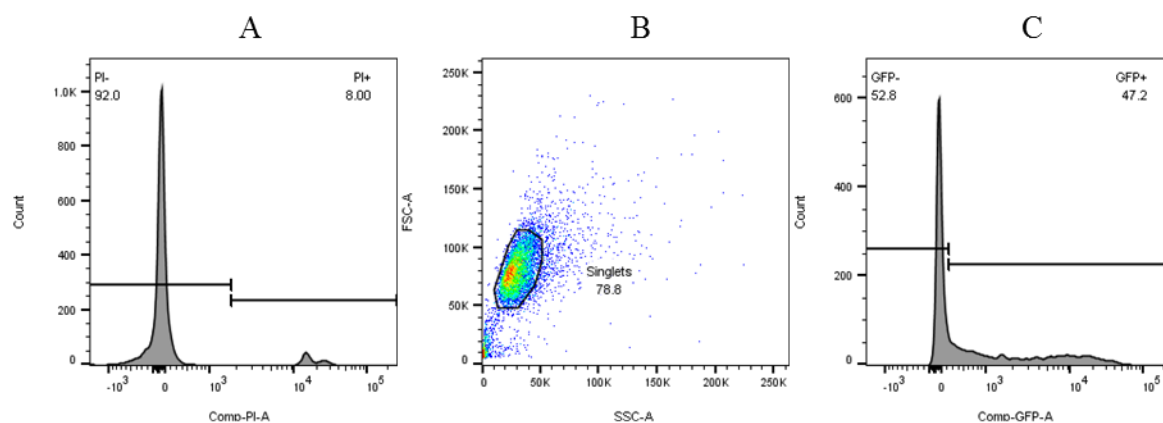 A
B
C
PI-
92.0
PI+
8.00
1.0K
800
600
400
200
0
Count
-10³
0
10³
10⁴
10⁵
Comp-PI-A
250K
200K
150K
100K
50K
0
FSC-A
Singlets
78.8
0
50K
100K
150K
200K
250K
SSC-A
GFP-
52.8
GFP+
47.2
600
400
200
0
Count
-10³
0
10³
10⁴
10⁵
Comp-GFP-A